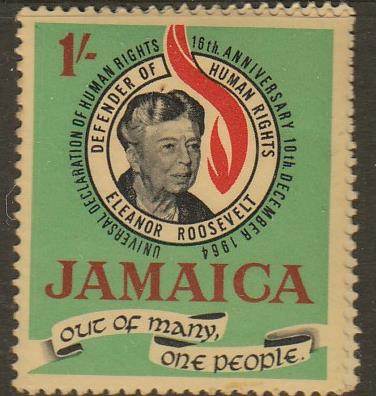 1/-
UNIVERSAL DECLARATION OF HUMAN RIGHTS 16th. ANNIVERSARY 10th. DECEMBER 1964
DEFENDER OF HUMAN RIGHTS
ELEANOR ROOSEVELT
JAMAICA
OUT OF MANY,
ONE PEOPLE.